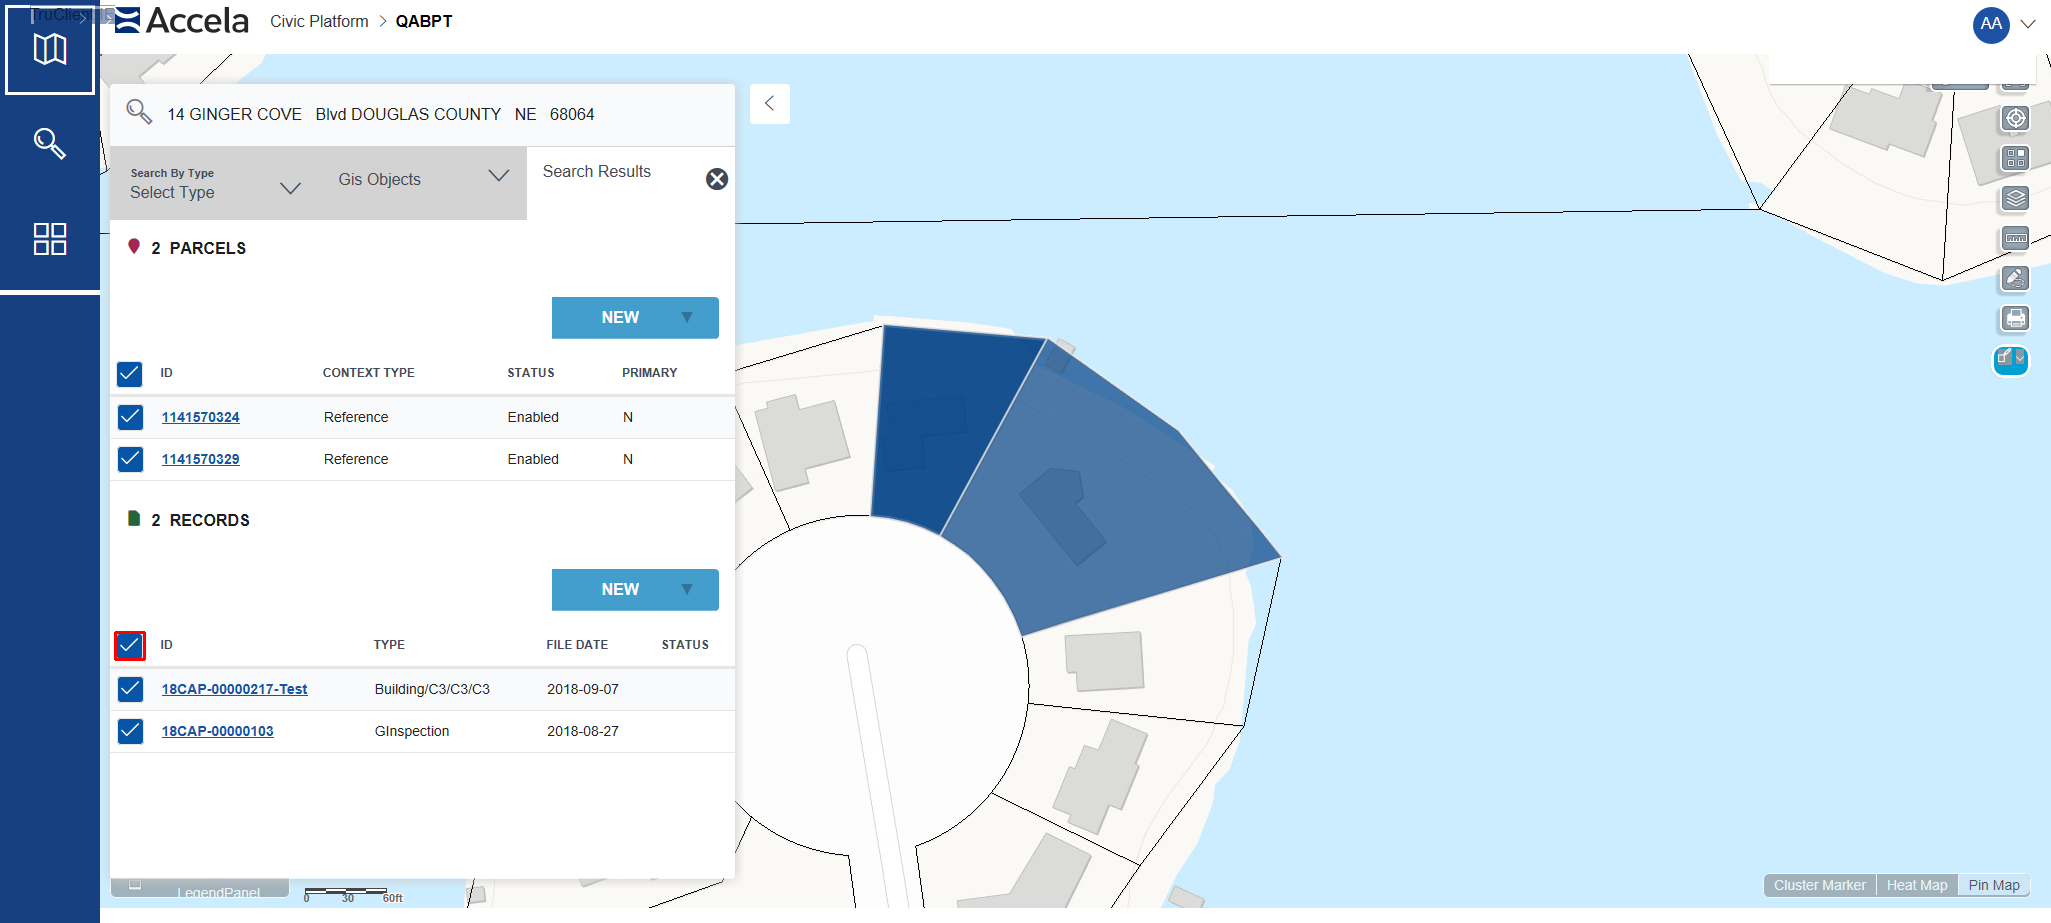 TruClient
Accela Civic Platform > QABPT
AA
14 GINGER COVE Blvd DOUGLAS COUNTY NE 68064
Search By Type
Select Type
Gis Objects
Search Results
2 PARCELS
NEW
ID CONTEXT TYPE STATUS PRIMARY
1141570324 Reference Enabled N
1141570329 Reference Enabled N
2 RECORDS
NEW
ID TYPE FILE DATE STATUS
18CAP-00000217-Test Building/C3/C3/C3 2018-09-07
18CAP-00000103 GInspection 2018-08-27
LegendPanel
0 30 60ft
Cluster Marker Heat Map Pin Map